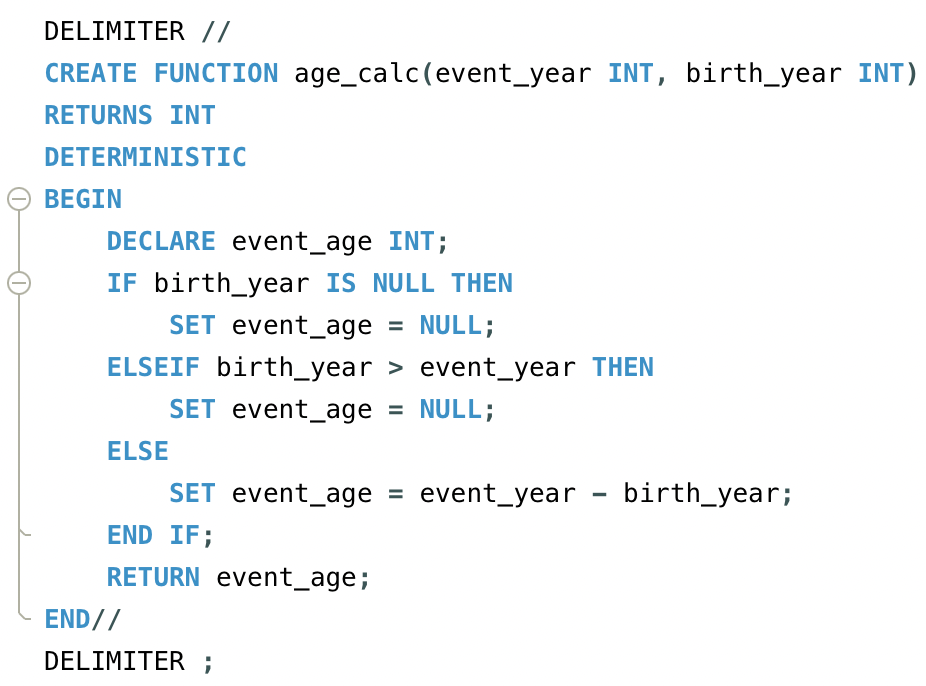 DELIMITER //
CREATE FUNCTION age_calc(event_year INT, birth_year INT)
RETURNS INT
DETERMINISTIC
BEGIN
    DECLARE event_age INT;
    IF birth_year IS NULL THEN
        SET event_age = NULL;
    ELSEIF birth_year > event_year THEN
        SET event_age = NULL;
    ELSE
        SET event_age = event_year - birth_year;
    END IF;
    RETURN event_age;
END//
DELIMITER ;